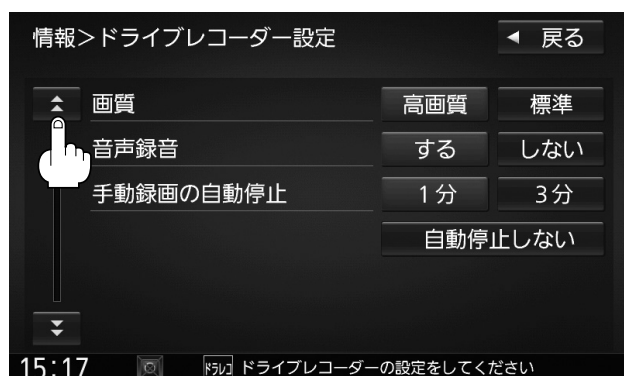 情報>ドライブレコーダー設定 ◀ 戻る
画質 高画質 標準
音声録音 する しない
手動録画の自動停止 1分 3分
自動停止しない
15:17 ドラレコ ドライブレコーダーの設定をしてください